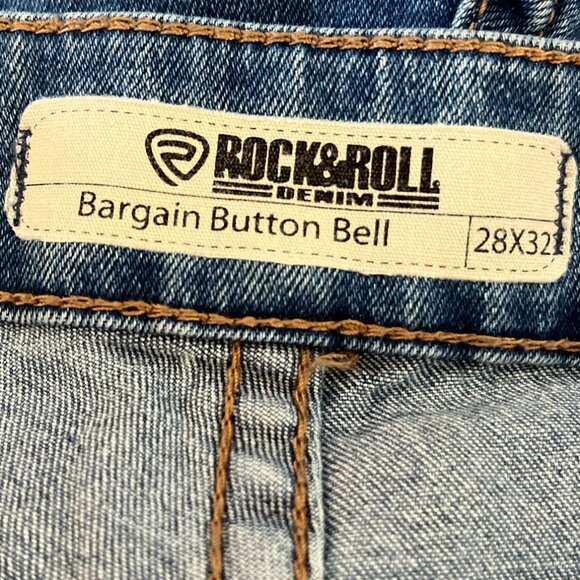 ROCK&ROLL
DENIM
Bargain Button Bell
28X32